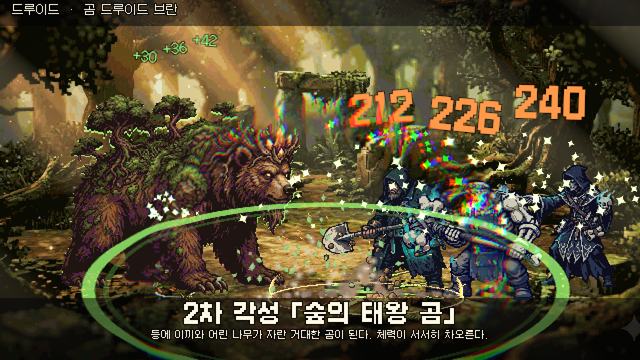 드루이드 · 곰 드루이드 브란
+30 +36 +42
212 226 240
2차 각성 「숲의 태왕 곰」
등에 이끼와 어린 나무가 자란 거대한 곰이 된다. 체력이 서서히 차오른다.